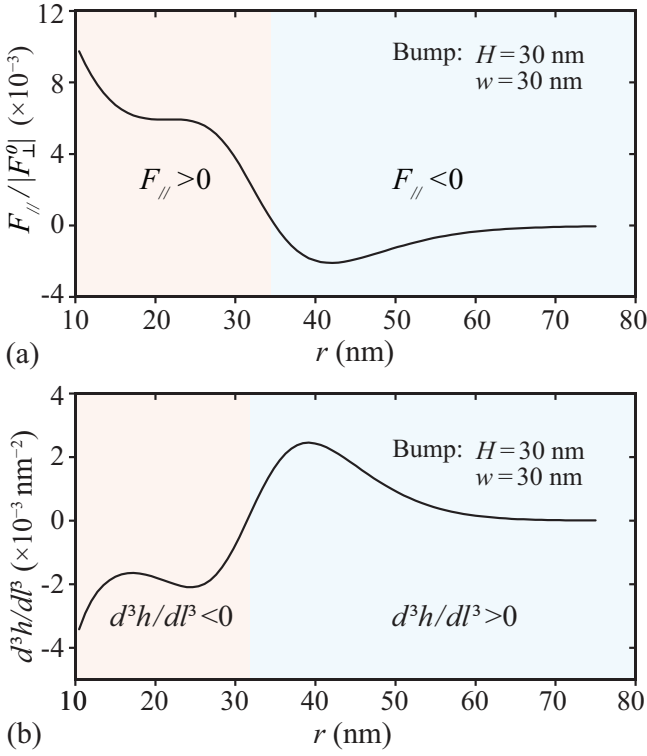 12
8
4
0
-4
F∥/|F⊥⁰| (×10⁻³)
Bump: H=30 nm
w=30 nm
F∥>0
F∥<0
10 20 30 40 50 60 70 80
(a)
r (nm)
4
2
0
-2
-4
d³h/dl³ (×10⁻³ nm⁻²)
Bump: H=30 nm
w=30 nm
d³h/dl³<0
d³h/dl³>0
10 20 30 40 50 60 70 80
(b)
r (nm)